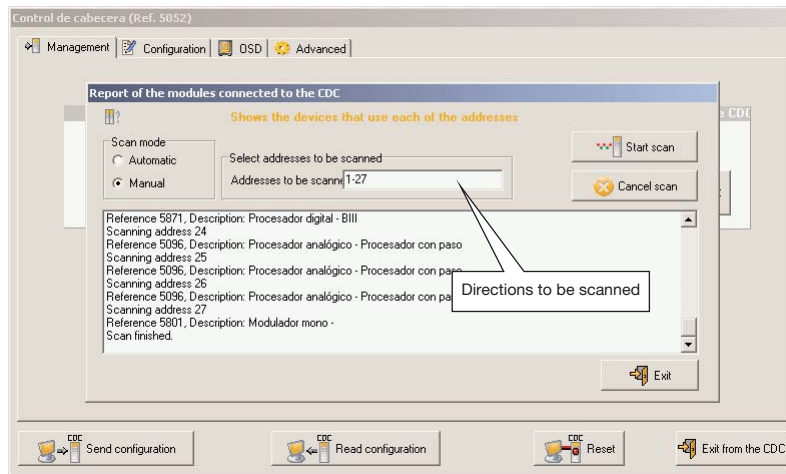 Control de cabecera (Ref. 5052)
Management Configuration OSD Advanced
Report of the modules connected to the CDC
Shows the devices that use each of the addresses
e CDC
Scan mode
Automatic
Manual
Select addresses to be scanned
Addresses to be scanne 1-27
Start scan
Cancel scan
Reference 5871, Description: Procesador digital - BIII
Scanning address 24
Reference 5096, Description: Procesador analógico - Procesador con paso
Scanning address 25
Reference 5096, Description: Procesador analógico - Procesador con paso
Scanning address 26
Reference 5096, Description: Procesador analógico - Procesador con pa
Scanning address 27
Reference 5801, Description: Modulador mono -
Scan finished.
Directions to be scanned
Exit
CDC Send configuration
CDC Read configuration
CDC Reset
Exit from the CDC